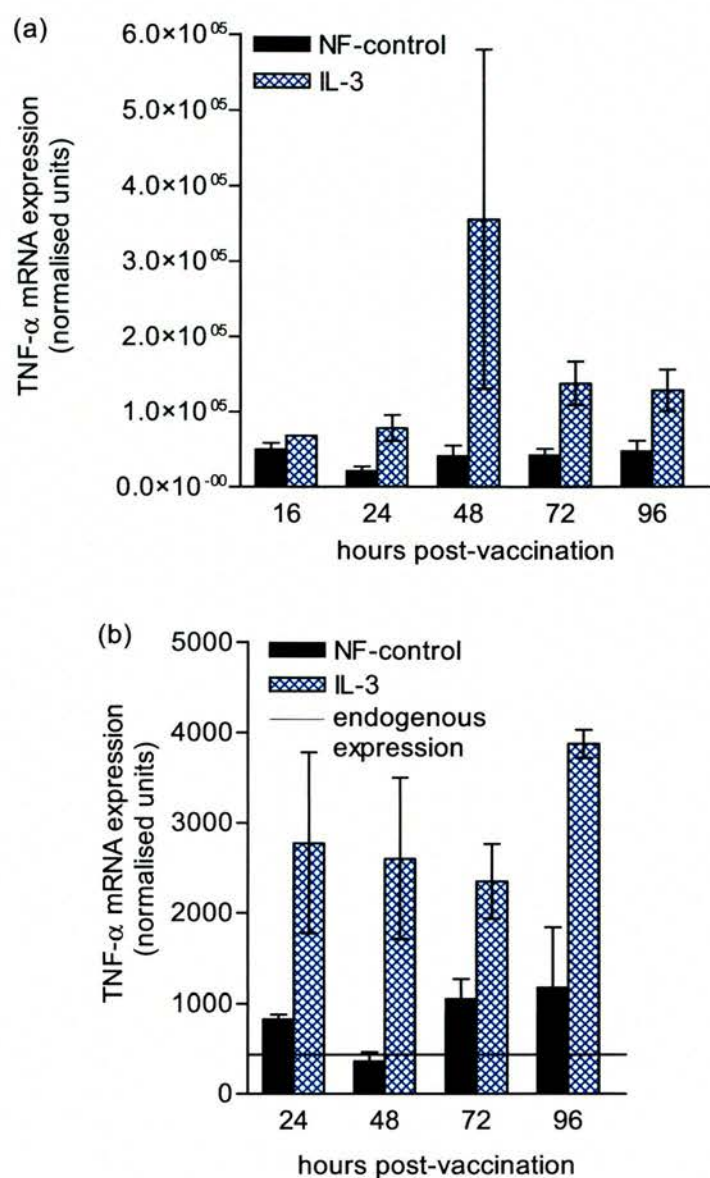 (a)
6.0×10⁰⁵
5.0×10⁰⁵
4.0×10⁰⁵
3.0×10⁰⁵
2.0×10⁰⁵
1.0×10⁰⁵
0.0×10⁻⁰⁰
TNF-α mRNA expression
(normalised units)
NF-control
IL-3
16 24 48 72 96
hours post-vaccination
(b)
5000
4000
3000
2000
1000
0
TNF-α mRNA expression
(normalised units)
NF-control
IL-3
endogenous
expression
24 48 72 96
hours post-vaccination